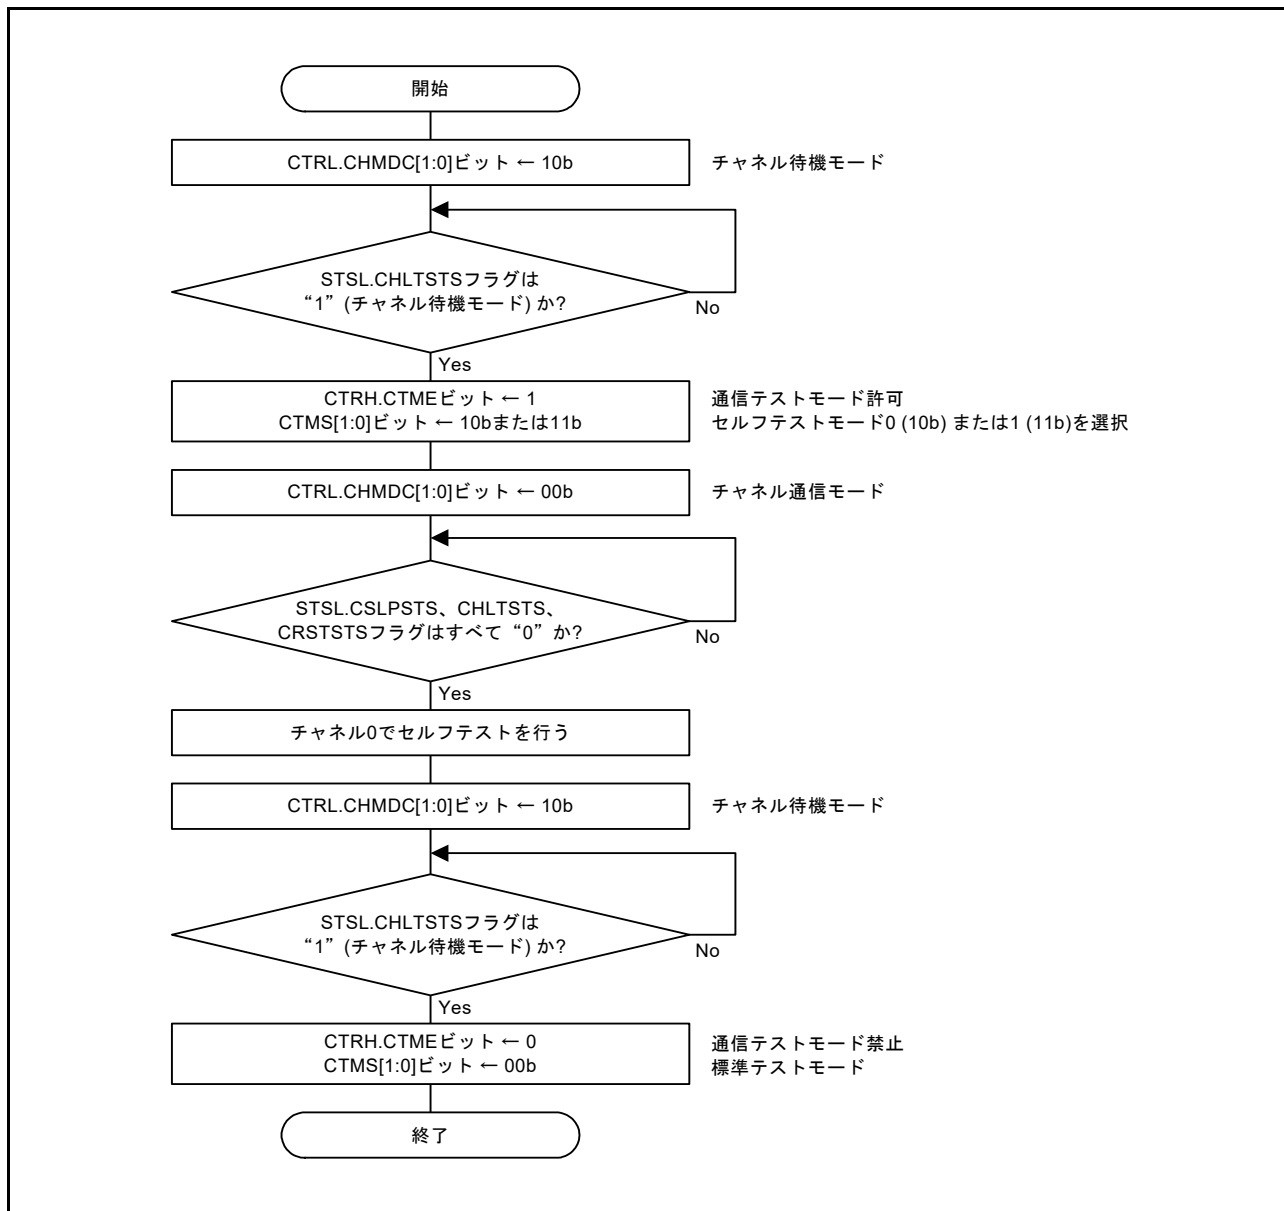 開始
CTRL.CHMDC[1:0]ビット ← 10b
チャネル待機モード
STSL.CHLTSTSフラグは
“1” (チャネル待機モード) か?
No
Yes
CTRH.CTMEビット ← 1
CTMS[1:0]ビット ← 10bまたは11b
通信テストモード許可
セルフテストモード0 (10b) または1 (11b)を選択
CTRL.CHMDC[1:0]ビット ← 00b
チャネル通信モード
STSL.CSLPSTS、CHLTSTS、
CRSTSTSフラグはすべて“0”か?
No
Yes
チャネル0でセルフテストを行う
CTRL.CHMDC[1:0]ビット ← 10b
チャネル待機モード
STSL.CHLTSTSフラグは
“1” (チャネル待機モード) か?
No
Yes
CTRH.CTMEビット ← 0
CTMS[1:0]ビット ← 00b
通信テストモード禁止
標準テストモード
終了